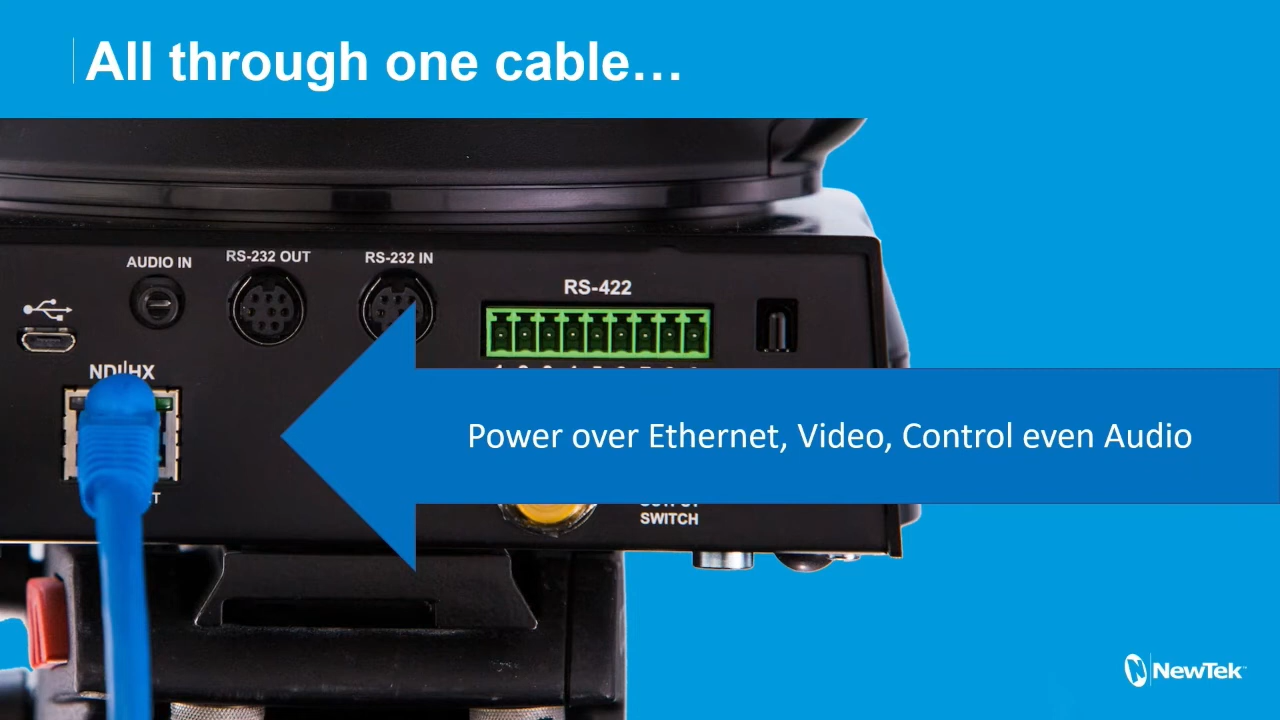 All through one cable…
AUDIO IN
RS-232 OUT
RS-232 IN
RS-422
NDI HX
Power over Ethernet, Video, Control even Audio
SWITCH
NewTek™